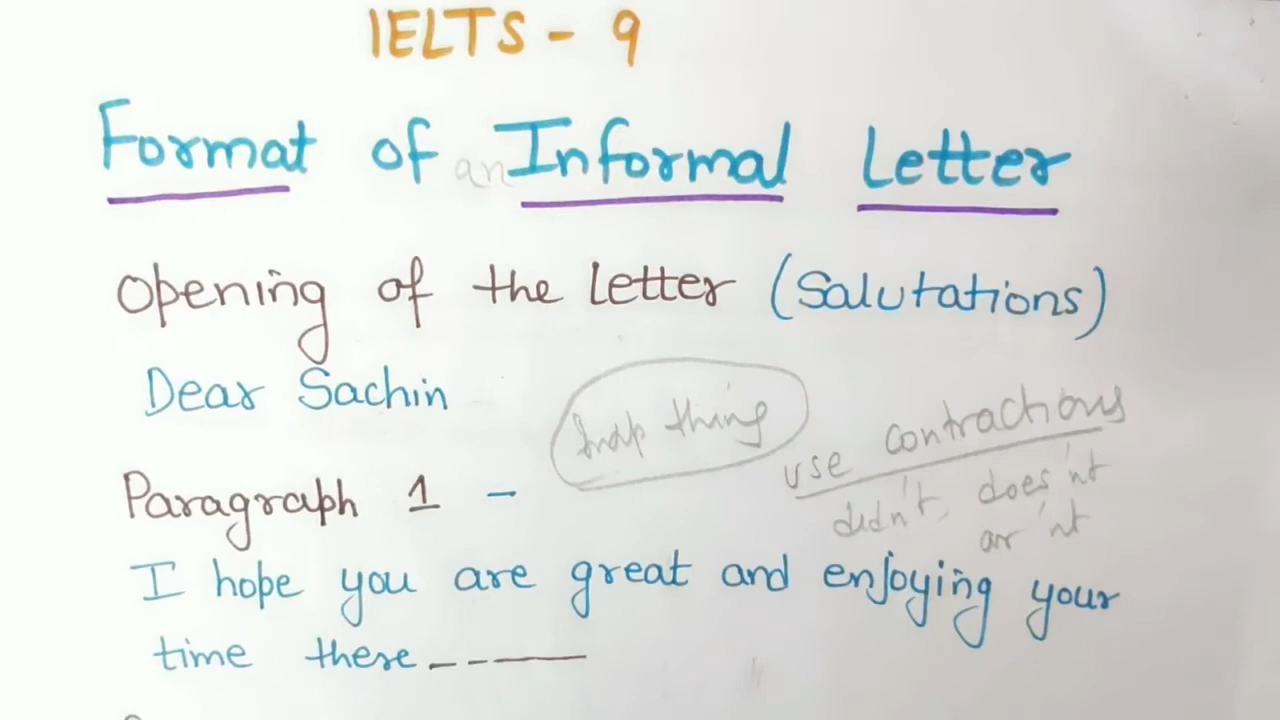 IELTS - 9
Format of an Informal Letter
Opening of the Letter (Salutations)
Dear Sachin
thing
use contractions
didn't, does'nt
ar'nt
Paragraph 1 -
I hope you are great and enjoying your
time there -----